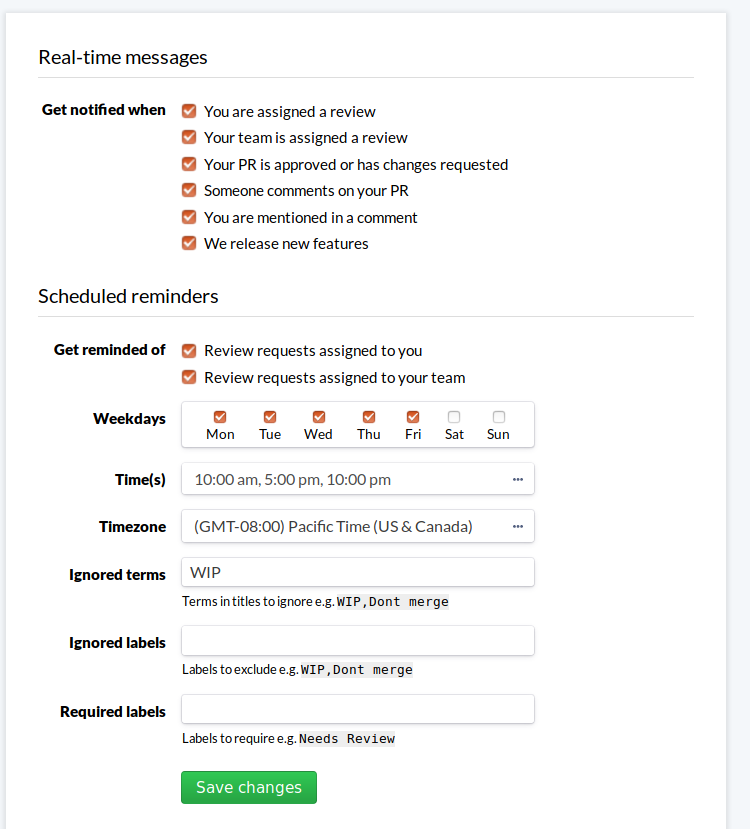 Real-time messages
Get notified when
You are assigned a review
Your team is assigned a review
Your PR is approved or has changes requested
Someone comments on your PR
You are mentioned in a comment
We release new features
Scheduled reminders
Get reminded of
Review requests assigned to you
Review requests assigned to your team
Weekdays
Mon Tue Wed Thu Fri Sat Sun
Time(s)
10:00 am, 5:00 pm, 10:00 pm
Timezone
(GMT-08:00) Pacific Time (US & Canada)
Ignored terms
WIP
Terms in titles to ignore e.g. WIP,Dont merge
Ignored labels
Labels to exclude e.g. WIP,Dont merge
Required labels
Labels to require e.g. Needs Review
Save changes